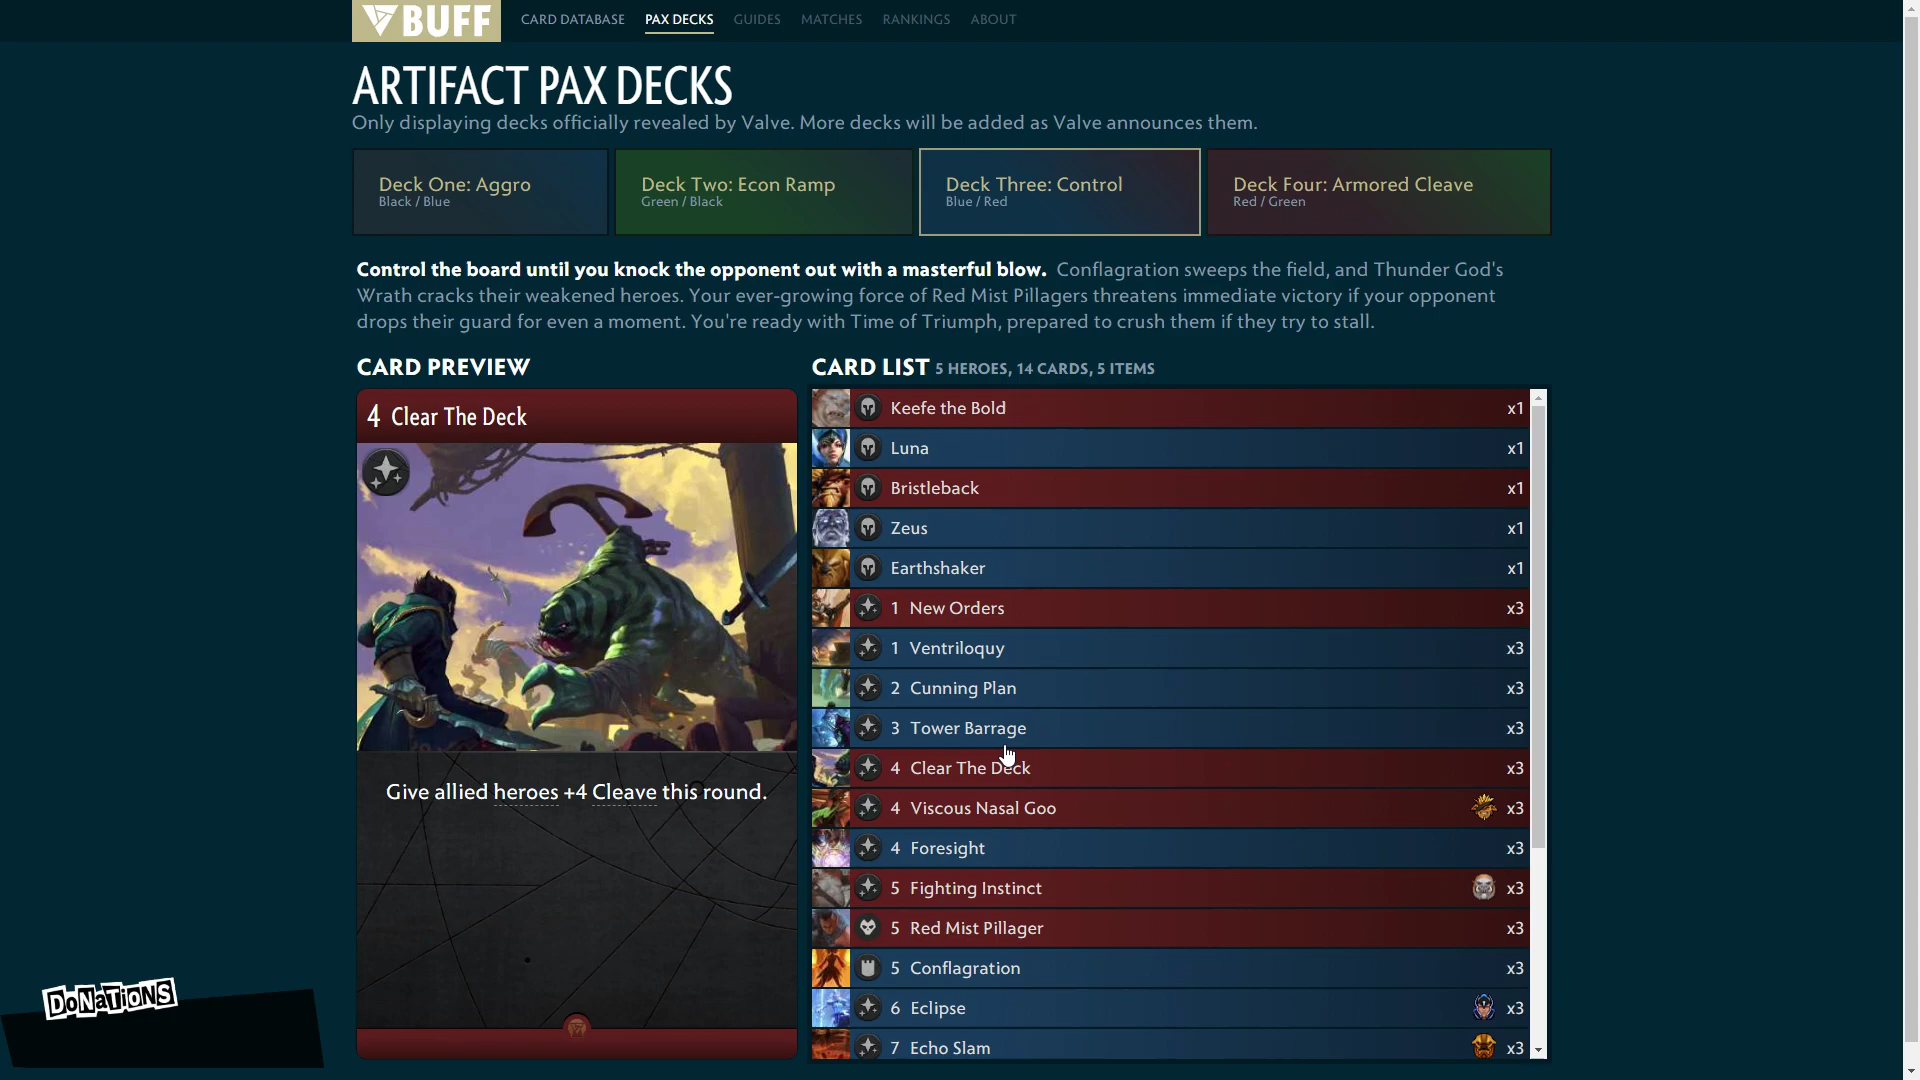 BUFF
CARD DATABASE
PAX DECKS
GUIDES
MATCHES
RANKINGS
ABOUT
ARTIFACT PAX DECKS
Only displaying decks officially revealed by Valve. More decks will be added as Valve announces them.
Deck One: Aggro
Black / Blue
Deck Two: Econ Ramp
Green / Black
Deck Three: Control
Blue / Red
Deck Four: Armored Cleave
Red / Green
Control the board until you knock the opponent out with a masterful blow. Conflagration sweeps the field, and Thunder God's
Wrath cracks their weakened heroes. Your ever-growing force of Red Mist Pillagers threatens immediate victory if your opponent
drops their guard for even a moment. You're ready with Time of Triumph, prepared to crush them if they try to stall.
CARD PREVIEW
4 Clear The Deck
Give allied heroes +4 Cleave this round.
CARD LIST 5 HEROES, 14 CARDS, 5 ITEMS
Keefe the Bold x1
Luna x1
Bristleback x1
Zeus x1
Earthshaker x1
1 New Orders x3
1 Ventriloquy x3
2 Cunning Plan x3
3 Tower Barrage x3
4 Clear The Deck x3
4 Viscous Nasal Goo x3
4 Foresight x3
5 Fighting Instinct x3
5 Red Mist Pillager x3
5 Conflagration x3
6 Eclipse x3
7 Echo Slam x3
DONATIONS